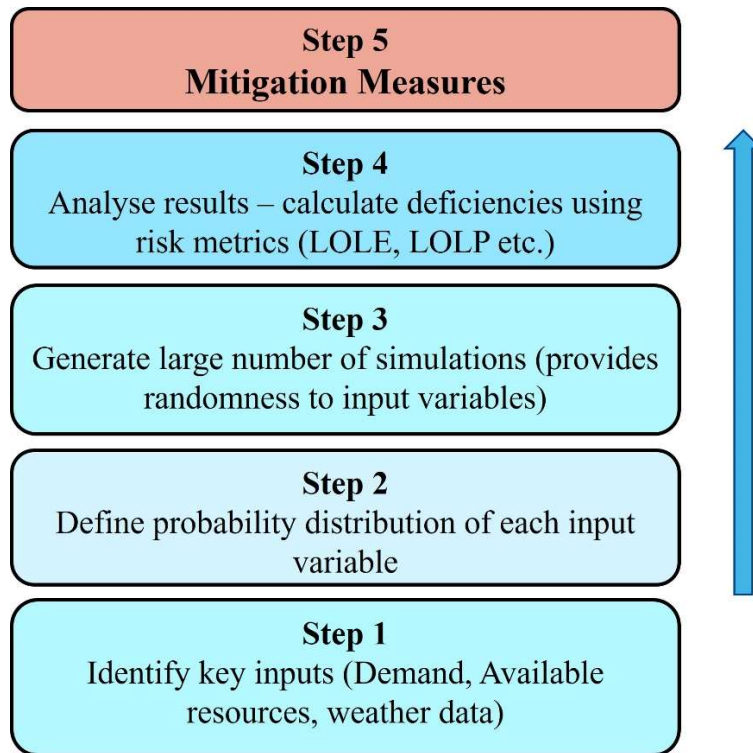 Step 5
Mitigation Measures
Step 4
Analyse results – calculate deficiencies using
risk metrics (LOLE, LOLP etc.)
Step 3
Generate large number of simulations (provides
randomness to input variables)
Step 2
Define probability distribution of each input
variable
Step 1
Identify key inputs (Demand, Available
resources, weather data)